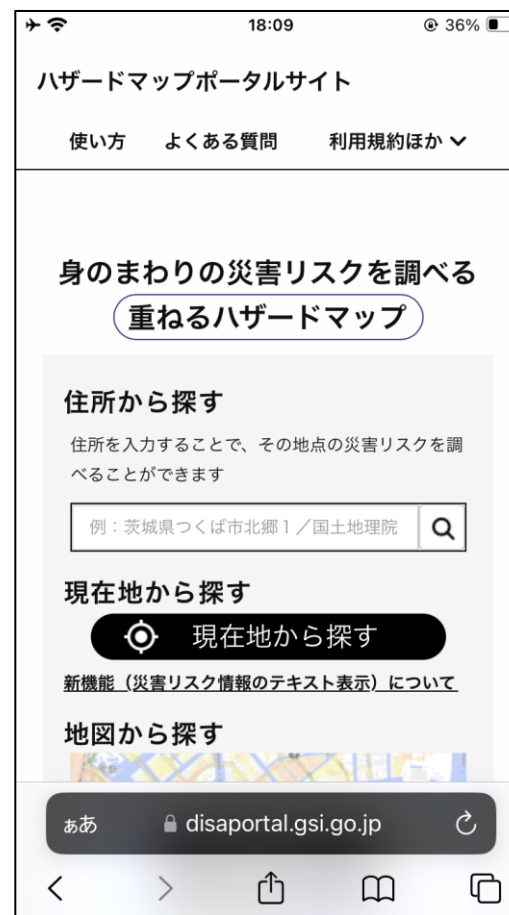 18:09
36%
ハザードマップポータルサイト
使い方 よくある質問 利用規約ほか
身のまわりの災害リスクを調べる
重ねるハザードマップ
住所から探す
住所を入力することで、その地点の災害リスクを調
べることができます
例：茨城県つくば市北郷1／国土地理院
現在地から探す
現在地から探す
新機能（災害リスク情報のテキスト表示）について
地図から探す
ぁあ disaportal.gsi.go.jp